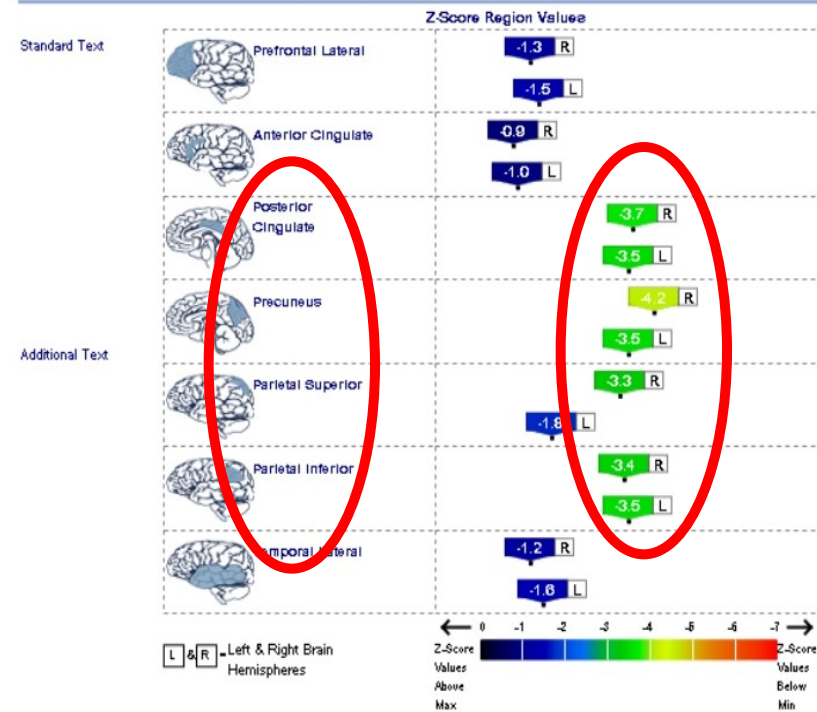 Z-Score Region Values
Standard Text
Prefrontal Lateral
-1.3 R
-1.5 L
Anterior Cingulate
-0.9 R
-1.0 L
Posterior
Cingulate
-3.7 R
-3.5 L
Precuneus
-4.2 R
-3.5 L
Additional Text
Parietal Superior
-3.3 R
-1.8 L
Parietal Inferior
-3.4 R
-3.5 L
Temporal Lateral
-1.2 R
-1.6 L
0 -1 -2 -3 -4 -5 -6 -7
L & R = Left & Right Brain
Hemispheres
Z-Score
Values
Above
Max
Z-Score
Values
Below
Min